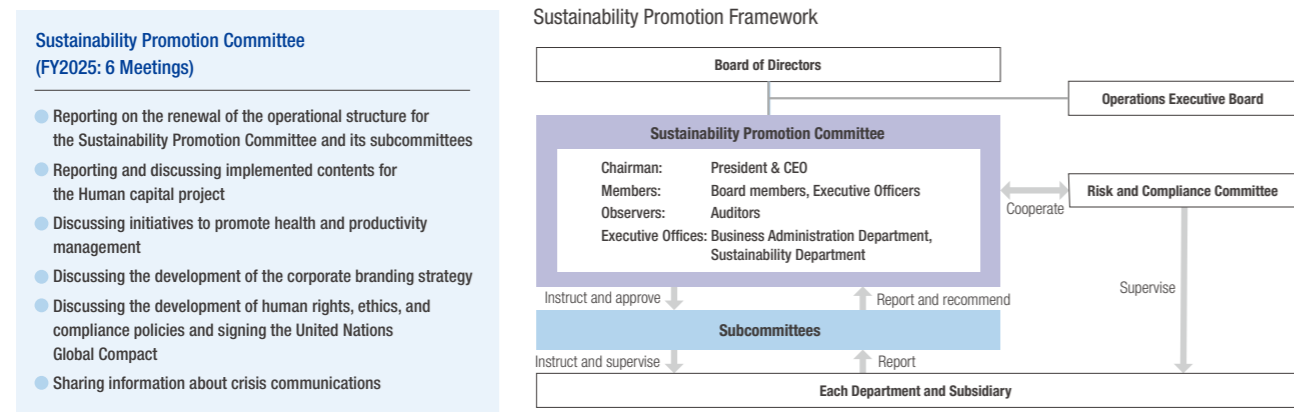 Sustainability Promotion Committee
(FY2025: 6 Meetings)
Reporting on the renewal of the operational structure for
the Sustainability Promotion Committee and its subcommittees
Reporting and discussing implemented contents for
the Human capital project
Discussing initiatives to promote health and productivity
management
Discussing the development of the corporate branding strategy
Discussing the development of human rights, ethics, and
compliance policies and signing the United Nations
Global Compact
Sharing information about crisis communications
Sustainability Promotion Framework
Board of Directors
Operations Executive Board
Sustainability Promotion Committee
Chairman: President & CEO
Members: Board members, Executive Officers
Observers: Auditors
Executive Offices: Business Administration Department,
Sustainability Department
Cooperate
Risk and Compliance Committee
Supervise
Instruct and approve
Report and recommend
Subcommittees
Instruct and supervise
Report
Each Department and Subsidiary